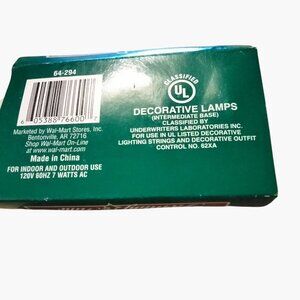 64-294
6 05388 76600 7
Marketed by Wal-Mart Stores, Inc.
Bentonville, AR 72716
Shop Wal-Mart On-Line
at www.wal-mart.com
Made in China
FOR INDOOR AND OUTDOOR USE
120V 60HZ 7 WATTS AC
CLASSIFIED
UL
DECORATIVE LAMPS
(INTERMEDIATE BASE)
CLASSIFIED BY
UNDERWRITERS LABORATORIES INC.
FOR USE IN UL LISTED DECORATIVE
LIGHTING STRINGS AND DECORATIVE OUTFIT
CONTROL NO. 62XA